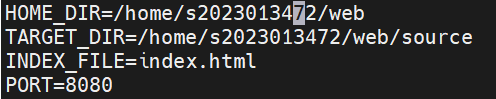 HOME_DIR=/home/s2023013472/web
TARGET_DIR=/home/s2023013472/web/source
INDEX_FILE=index.html
PORT=8080